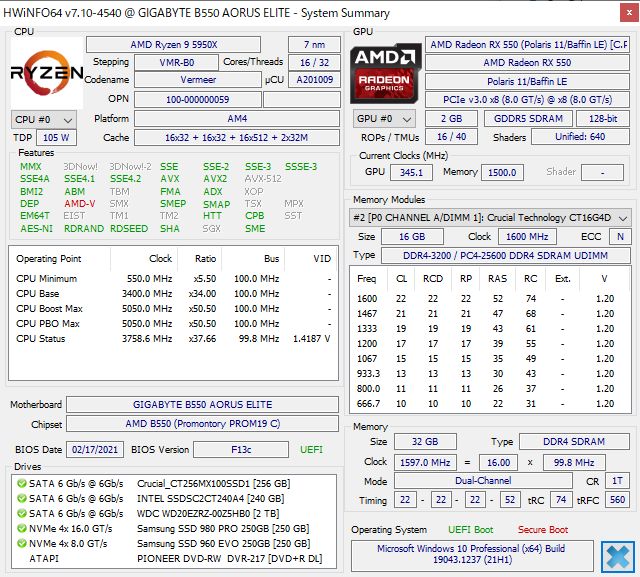 HWiNFO64 v7.10-4540 @ GIGABYTE B550 AORUS ELITE - System Summary
CPU
AMD Ryzen 9 5950X 7 nm
Stepping VMR-B0 Cores/Threads 16 / 32
Codename Vermeer µCU A201009
OPN 100-000000059
RYZEN
CPU #0 Platform AM4
TDP 105 W Cache 16x32 + 16x32 + 16x512 + 2x32M
Features
MMX 3DNow! 3DNow!-2 SSE SSE-2 SSE-3 SSSE-3
SSE4A SSE4.1 SSE4.2 AVX AVX2 AVX-512
BMI2 ABM TBM FMA ADX XOP
DEP AMD-V SMX SMEP SMAP TSX MPX
EM64T EIST TM1 TM2 HTT CPB SST
AES-NI RDRAND RDSEED SHA SGX SME
Operating Point Clock Ratio Bus VID
CPU Minimum 550.0 MHz x5.50 100.0 MHz -
CPU Base 3400.0 MHz x34.00 100.0 MHz -
CPU Boost Max 5050.0 MHz x50.50 100.0 MHz -
CPU PBO Max 5050.0 MHz x50.50 100.0 MHz -
CPU Status 3758.6 MHz x37.66 99.8 MHz 1.4187 V
Motherboard GIGABYTE B550 AORUS ELITE
Chipset AMD B550 (Promontory PROM19 C)
BIOS Date 02/17/2021 BIOS Version F13c UEFI
Drives
SATA 6 Gb/s @ 6Gb/s Crucial_CT256MX100SSD1 [256 GB]
SATA 6 Gb/s @ 6Gb/s INTEL SSDSC2CT240A4 [240 GB]
SATA 6 Gb/s @ 6Gb/s WDC WD20EZRZ-00Z5HB0 [2 TB]
NVMe 4x 16.0 GT/s Samsung SSD 980 PRO 250GB [250 GB]
NVMe 4x 8.0 GT/s Samsung SSD 960 EVO 250GB [250 GB]
ATAPI PIONEER DVD-RW DVR-217 [DVD+R DL]
GPU
AMD Radeon RX 550 (Polaris 11/Baffin LE) [C.F
AMD Radeon RX 550
Polaris 11/Baffin LE
PCIe v3.0 x8 (8.0 GT/s) @ x8 (8.0 GT/s)
AMD
RADEON
GRAPHICS
GPU #0 2 GB GDDR5 SDRAM 128-bit
ROPs / TMUs 16 / 40 Shaders Unified: 640
Current Clocks (MHz)
GPU 345.1 Memory 1500.0 Shader -
Memory Modules
#2 [P0 CHANNEL A/DIMM 1]: Crucial Technology CT16G4D
Size 16 GB Clock 1600 MHz ECC N
Type DDR4-3200 / PC4-25600 DDR4 SDRAM UDIMM
Freq CL RCD RP RAS RC Ext. V
1600 22 22 22 52 74 - 1.20
1467 21 21 21 47 68 - 1.20
1333 19 19 19 43 61 - 1.20
1200 17 17 17 39 55 - 1.20
1067 15 15 15 35 49 - 1.20
933.3 13 13 13 30 43 - 1.20
800.0 11 11 11 26 37 - 1.20
666.7 10 10 10 22 31 - 1.20
Memory
Size 32 GB Type DDR4 SDRAM
Clock 1597.0 MHz = 16.00 x 99.8 MHz
Mode Dual-Channel CR 1T
Timing 22 - 22 - 22 - 52 tRC 74 tRFC 560
Operating System UEFI Boot Secure Boot
Microsoft Windows 10 Professional (x64) Build
19043.1237 (21H1)